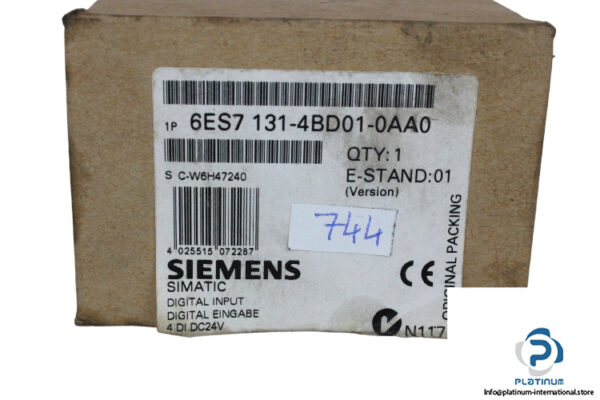 1P 6ES7 131-4BD01-0AA0
QTY: 1
S C-W6H47240
E-STAND:01
(Version)
744
4 025515 072287
SIEMENS
SIMATIC
DIGITAL INPUT
DIGITAL EINGABE
4 DI DC24V
CE
N117
ORIGINAL PACKING
PLATINUM
Info@platinum-international.store